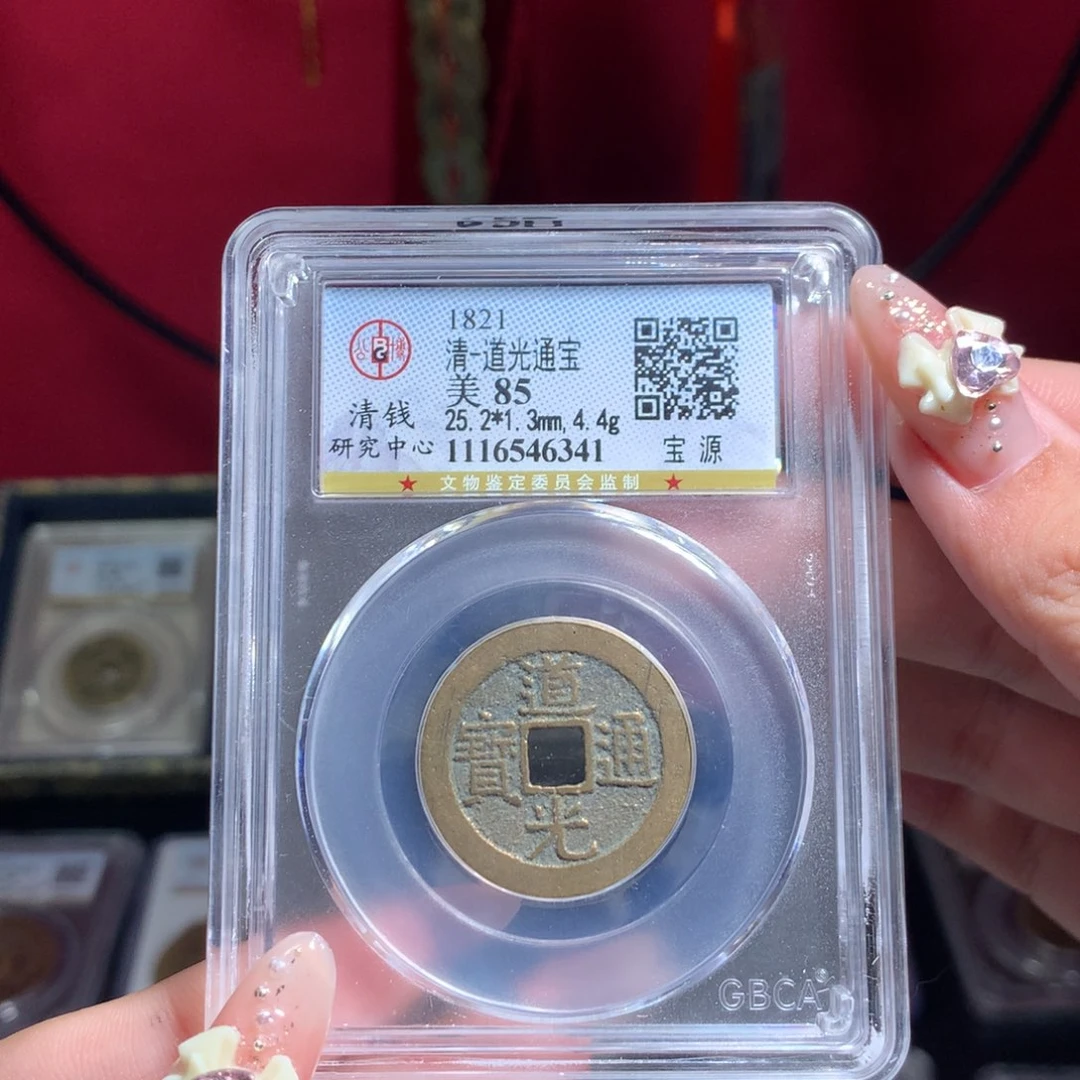 1821
清-道光通宝
美 85
25.2*1.3mm,4.4g
1116546341
清钱
研究中心
宝源
文物鉴定委员会监制
道光通寶
GBCA